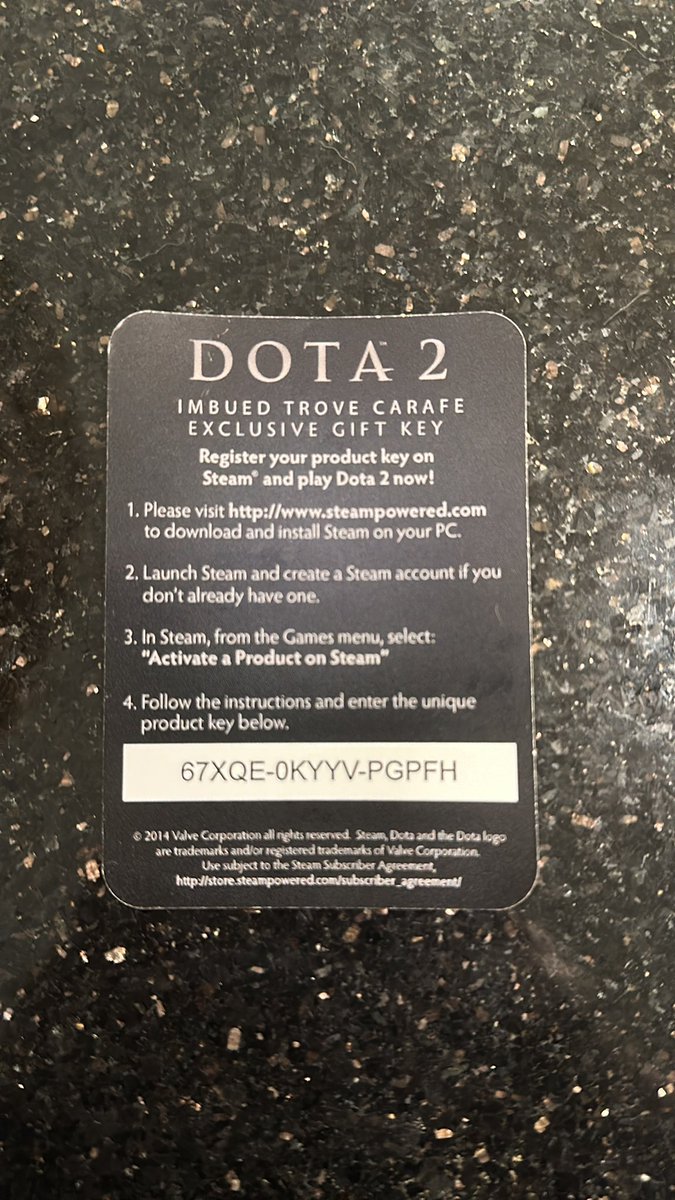 DOTA™ 2
IMBUED TROVE CARAFE
EXCLUSIVE GIFT KEY
Register your product key on
Steam® and play Dota 2 now!
1. Please visit http://www.steampowered.com
to download and install Steam on your PC.
2. Launch Steam and create a Steam account if you
don't already have one.
3. In Steam, from the Games menu, select:
"Activate a Product on Steam"
4. Follow the instructions and enter the unique
product key below.
67XQE-0KYYV-PGPFH
© 2014 Valve Corporation all rights reserved. Steam, Dota and the Dota logo
are trademarks and/or registered trademarks of Valve Corporation.
Use subject to the Steam Subscriber Agreement,
http://store.steampowered.com/subscriber_agreement/